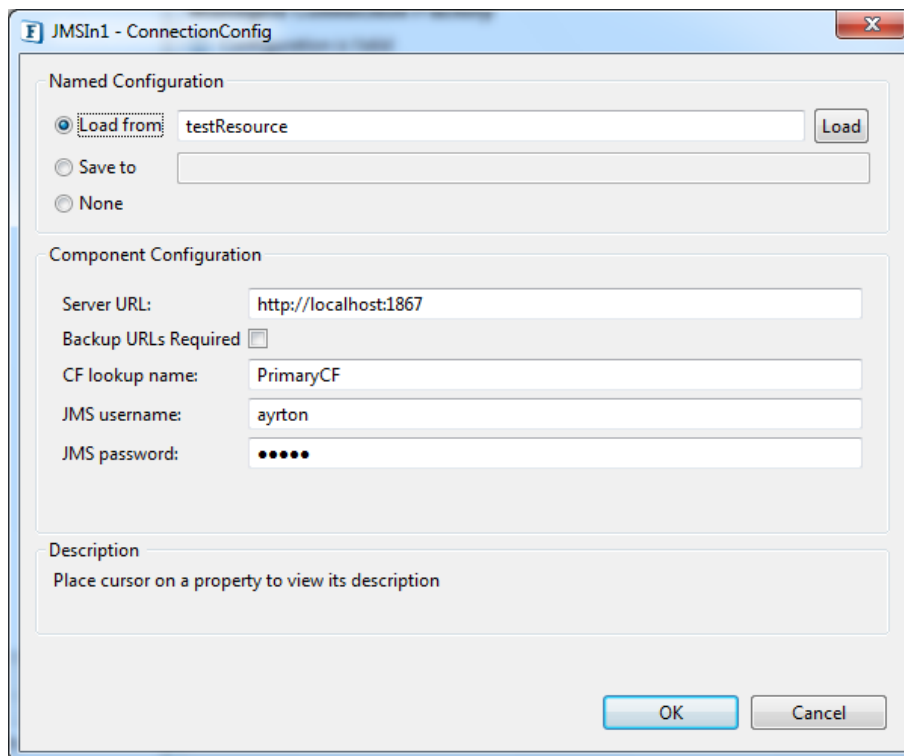 JMSIn1 - ConnectionConfig
Named Configuration
Load from testResource Load
Save to
None
Component Configuration
Server URL: http://localhost:1867
Backup URLs Required
CF lookup name: PrimaryCF
JMS username: ayrton
JMS password: ●●●●●
Description
Place cursor on a property to view its description
OK Cancel